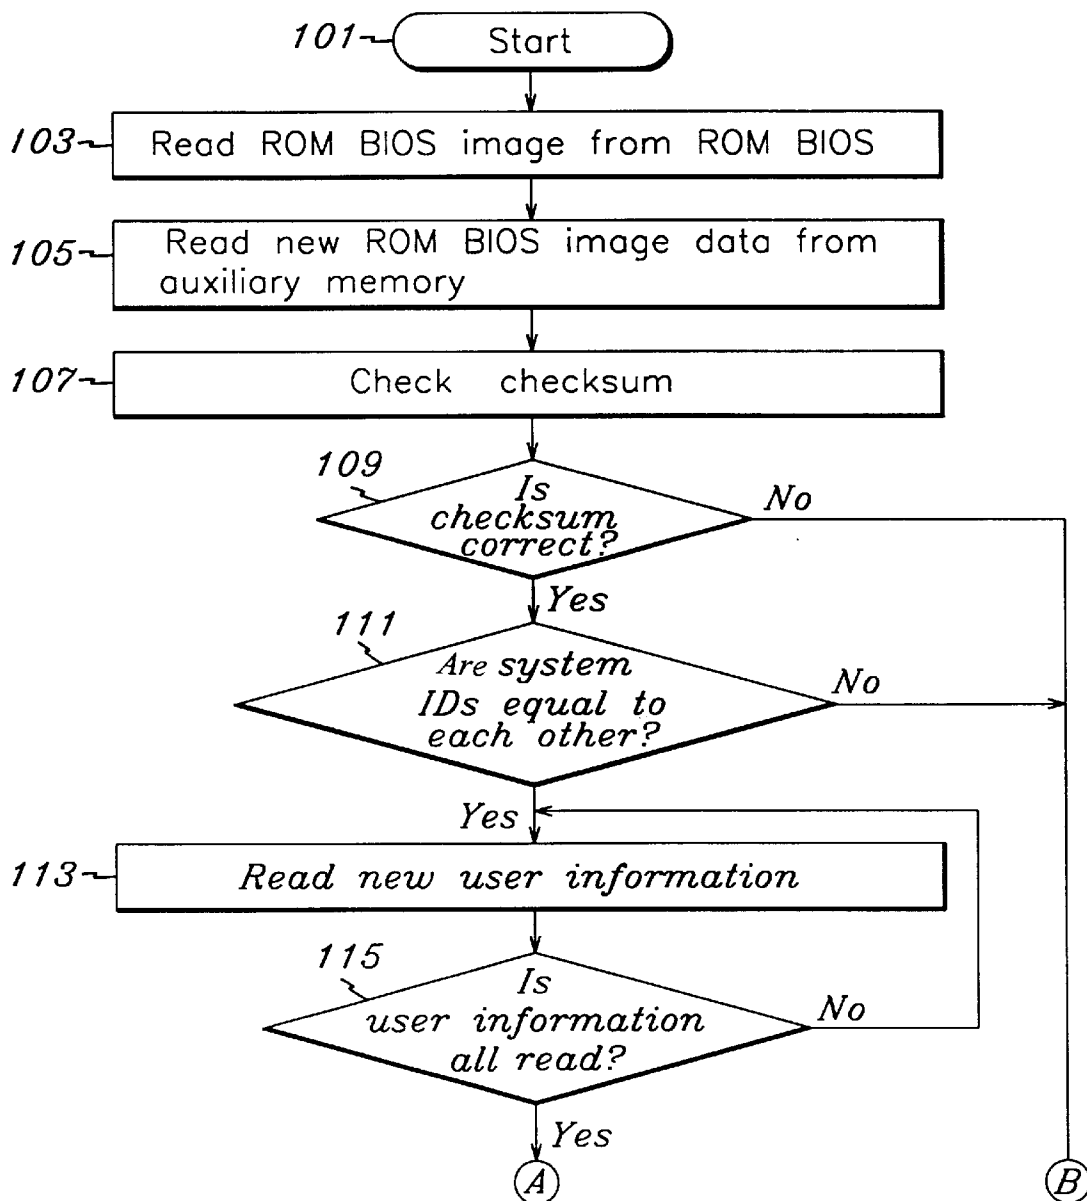 101 Start
103 Read ROM BIOS image from ROM BIOS
105 Read new ROM BIOS image data from
auxiliary memory
107 Check checksum
109
Is
checksum
correct?
No
Yes
111
Are system
IDs equal to
each other?
No
Yes
113 Read new user information
115
Is
user information
all read?
No
Yes
A
B